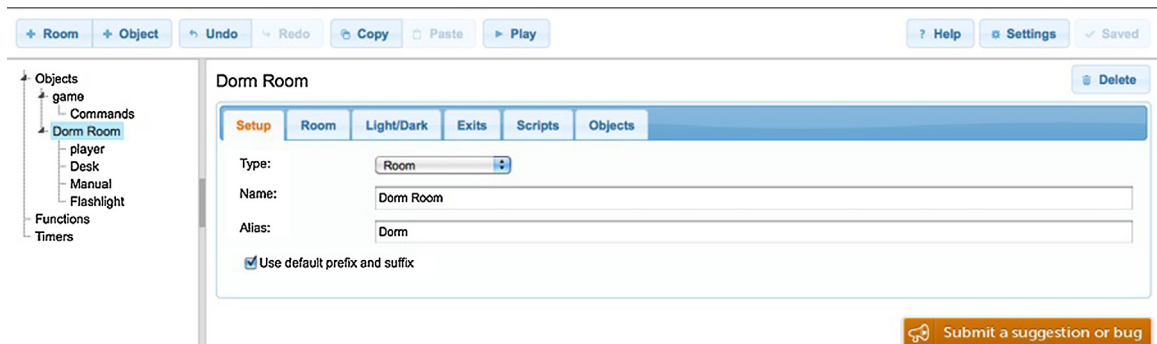 Room Object Undo Redo Copy Paste Play ? Help Settings Saved
Objects
game
Commands
Dorm Room
player
Desk
Manual
Flashlight
Functions
Timers
Dorm Room
Delete
Setup Room Light/Dark Exits Scripts Objects
Type: Room
Name: Dorm Room
Alias: Dorm
Use default prefix and suffix
Submit a suggestion or bug